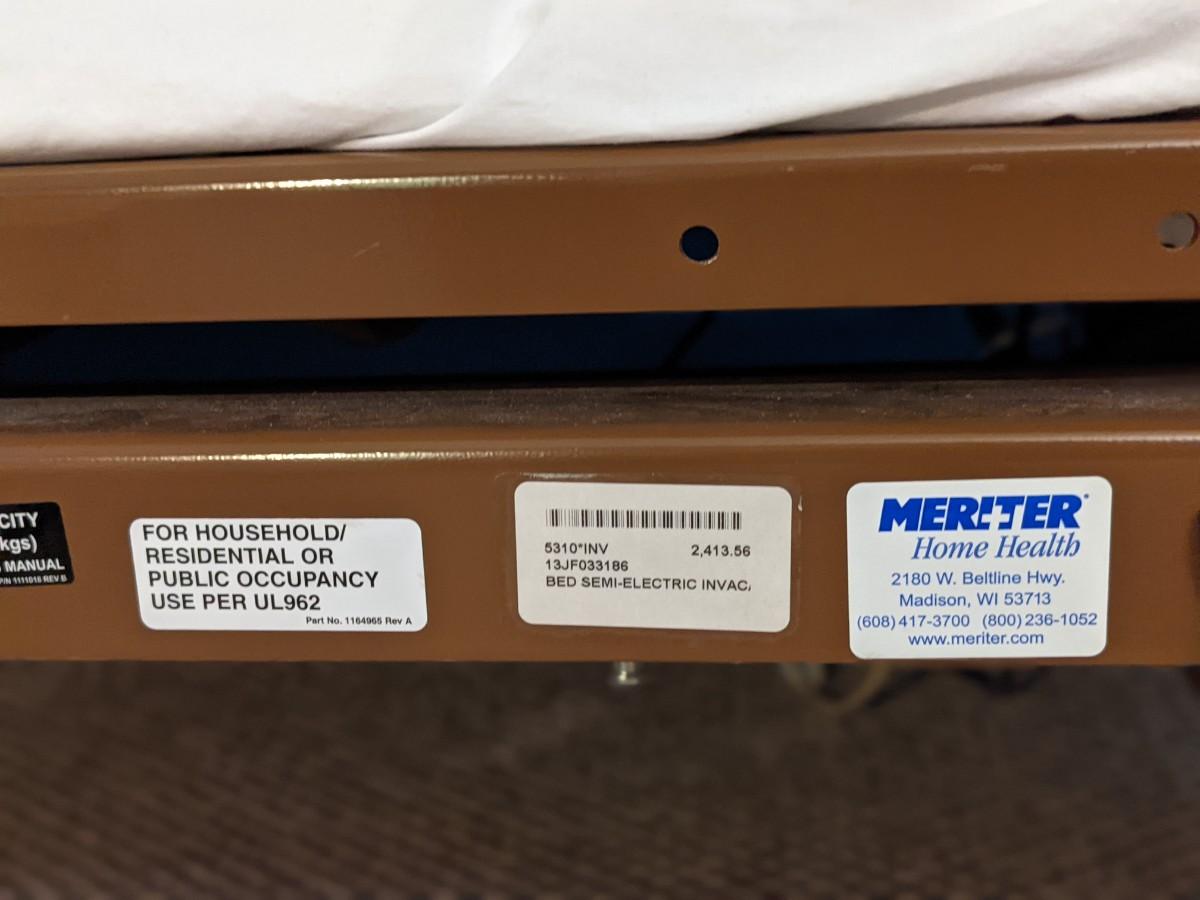 CITY
kgs)
MANUAL
P/N 1111018 REV B
FOR HOUSEHOLD/
RESIDENTIAL OR
PUBLIC OCCUPANCY
USE PER UL962
Part No. 1164965 Rev A
5310*INV 2,413.56
13JF033186
BED SEMI-ELECTRIC INVAC,
MERITER
Home Health
2180 W. Beltline Hwy.
Madison, WI 53713
(608) 417-3700 (800) 236-1052
www.meriter.com